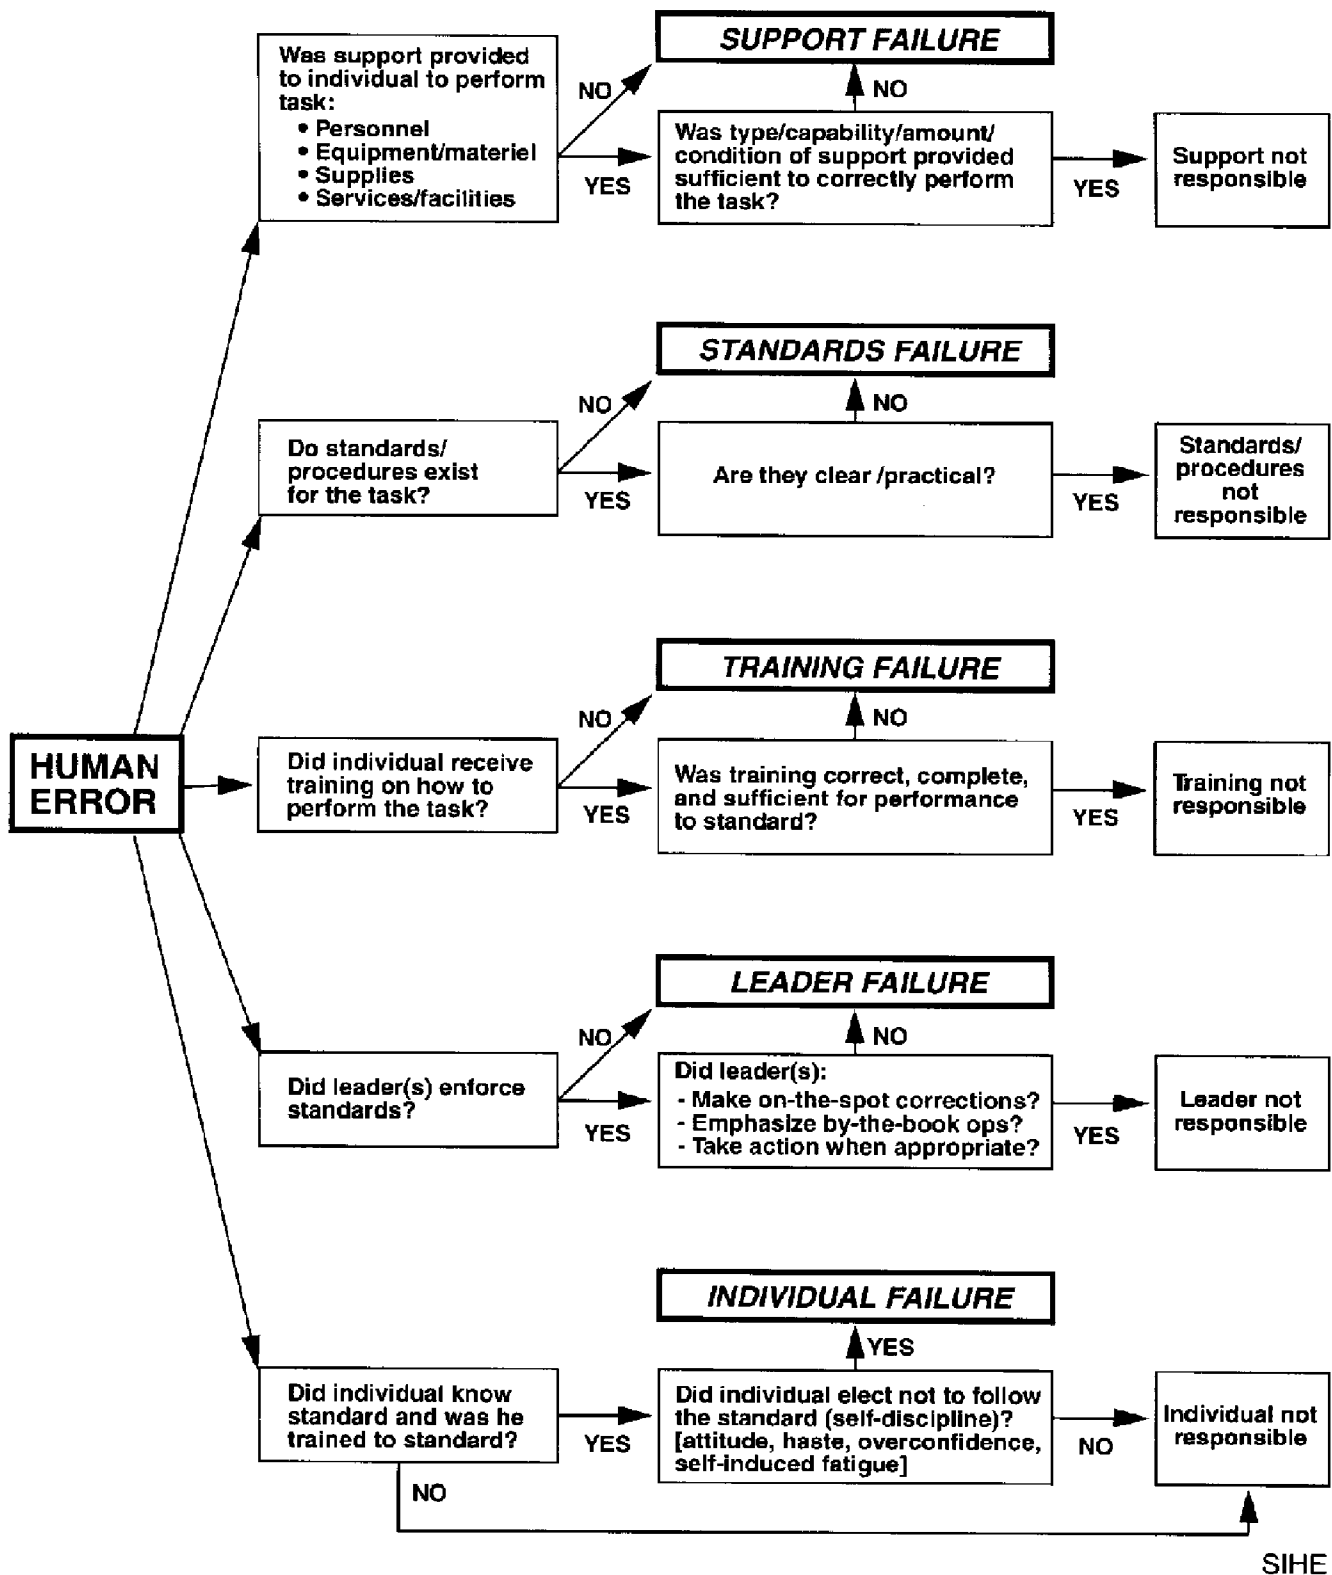 SUPPORT FAILURE
Was support provided
to individual to perform
task:
• Personnel
• Equipment/materiel
• Supplies
• Services/facilities
NO
YES
NO
Was type/capability/amount/
condition of support provided
sufficient to correctly perform
the task?
YES
Support not
responsible
STANDARDS FAILURE
Do standards/
procedures exist
for the task?
NO
YES
NO
Are they clear /practical?
YES
Standards/
procedures
not
responsible
TRAINING FAILURE
HUMAN
ERROR
Did individual receive
training on how to
perform the task?
NO
YES
NO
Was training correct, complete,
and sufficient for performance
to standard?
YES
Training not
responsible
LEADER FAILURE
Did leader(s) enforce
standards?
NO
YES
NO
Did leader(s):
- Make on-the-spot corrections?
- Emphasize by-the-book ops?
- Take action when appropriate?
YES
Leader not
responsible
INDIVIDUAL FAILURE
Did individual know
standard and was he
trained to standard?
YES
YES
Did individual elect not to follow
the standard (self-discipline)?
[attitude, haste, overconfidence,
self-induced fatigue]
NO
Individual not
responsible
NO
SIHE